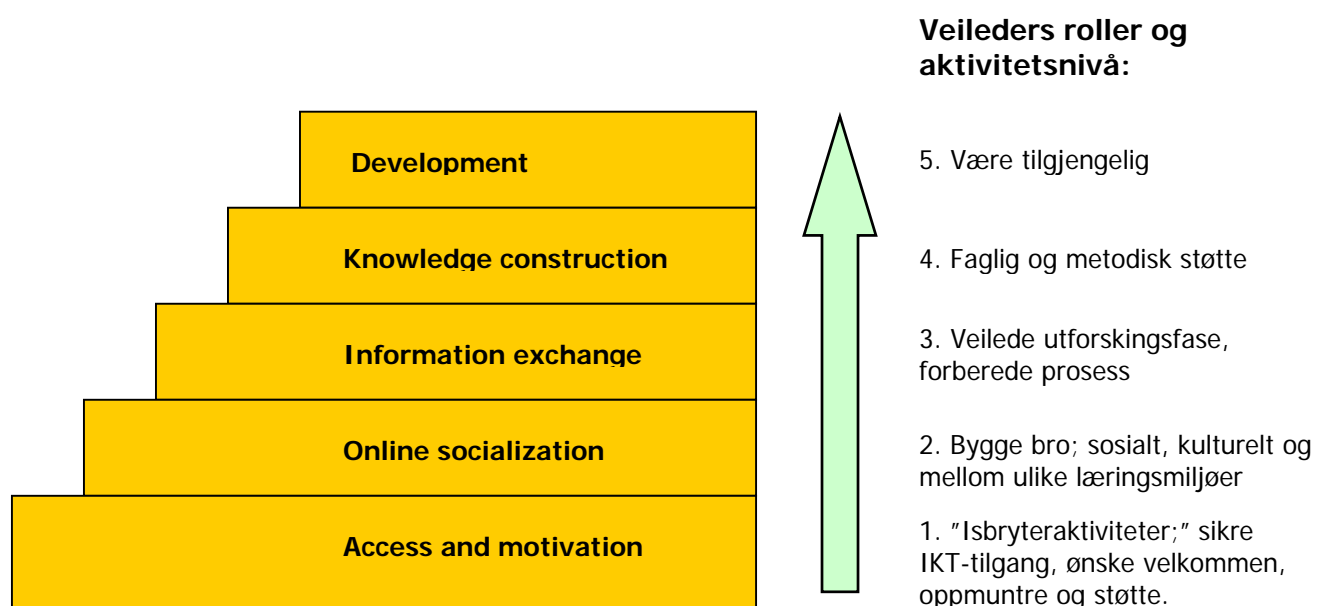 Veileders roller og
aktivitetsnivå:
Development
5. Være tilgjengelig
Knowledge construction
4. Faglig og metodisk støtte
Information exchange
3. Veilede utforskingsfase,
forberede prosess
Online socialization
2. Bygge bro; sosialt, kulturelt og
mellom ulike læringsmiljøer
Access and motivation
1. "Isbryteraktiviteter;" sikre
IKT-tilgang, ønske velkommen,
oppmuntre og støtte.